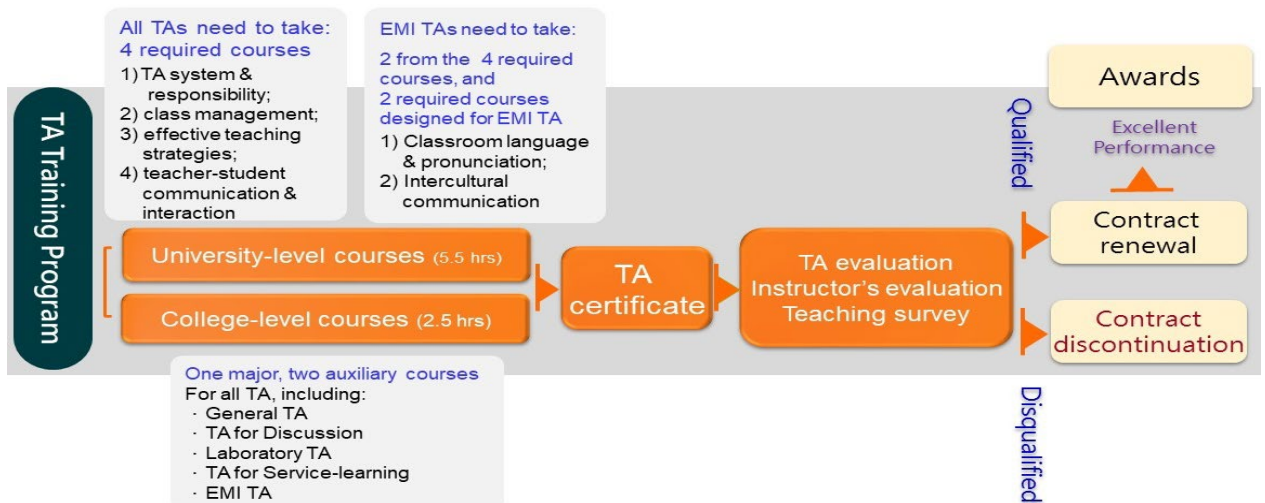 TA Training Program
All TAs need to take:
4 required courses
1) TA system &
responsibility;
2) class management;
3) effective teaching
strategies;
4) teacher-student
communication &
interaction
EMI TAs need to take:
2 from the 4 required
courses, and
2 required courses
designed for EMI TA
1) Classroom language
& pronunciation;
2) Intercultural
communication
University-level courses (5.5 hrs)
College-level courses (2.5 hrs)
One major, two auxiliary courses
For all TA, including:
· General TA
· TA for Discussion
· Laboratory TA
· TA for Service-learning
· EMI TA
TA
certificate
TA evaluation
Instructor's evaluation
Teaching survey
Qualified
Disqualified
Awards
Excellent
Performance
Contract
renewal
Contract
discontinuation